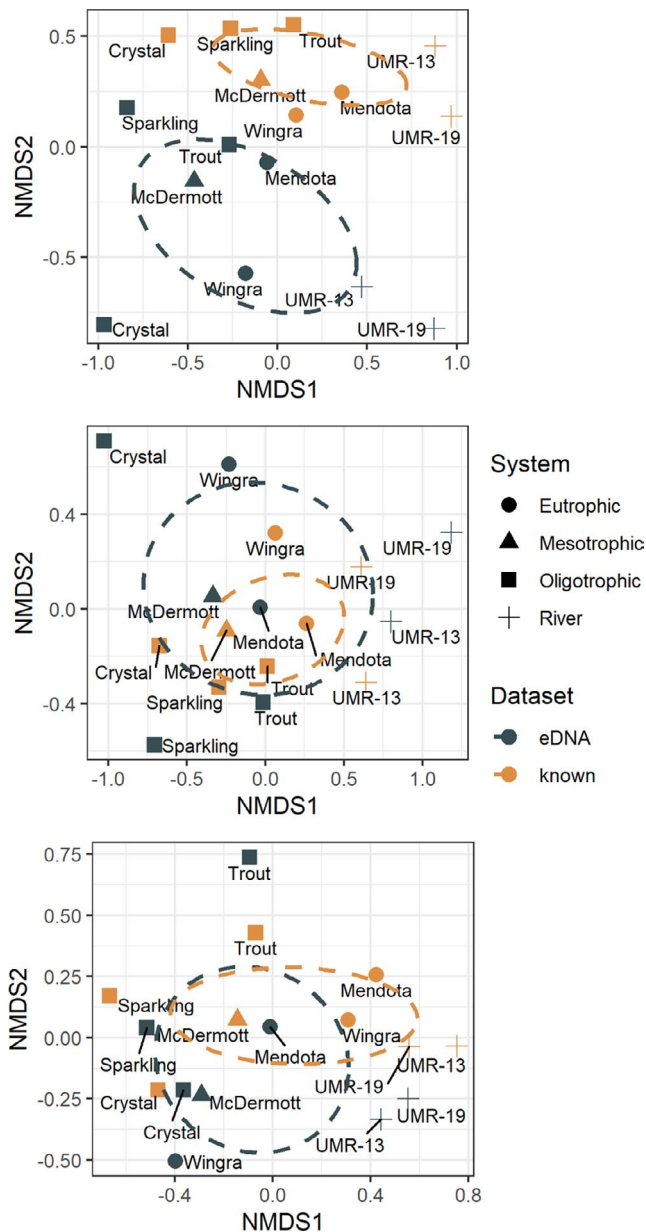 0.5
0.0
-0.5
NMDS2
Crystal
Sparkling
Trout
UMR-13
McDermott
Mendota
Wingra
UMR-19
Sparkling
Trout
Mendota
McDermott
Wingra
UMR-13
Crystal
UMR-19
-1.0 -0.5 0.0 0.5 1.0
NMDS1
0.4
0.0
-0.4
NMDS2
Crystal
Wingra
Wingra
UMR-19
UMR-19
McDermott
UMR-13
Mendota
Mendota
Crystal
McDermott
Trout
UMR-13
Sparkling
Trout
Sparkling
-1.0 -0.5 0.0 0.5 1.0
NMDS1
System
Eutrophic
Mesotrophic
Oligotrophic
River
Dataset
eDNA
known
0.75
0.50
0.25
0.00
-0.25
-0.50
NMDS2
Trout
Trout
Mendota
Sparkling
McDermott
Wingra
Sparkling
Mendota
UMR-13
UMR-19
Crystal
McDermott
UMR-19
Crystal
UMR-13
Wingra
-0.4 0.0 0.4 0.8
NMDS1